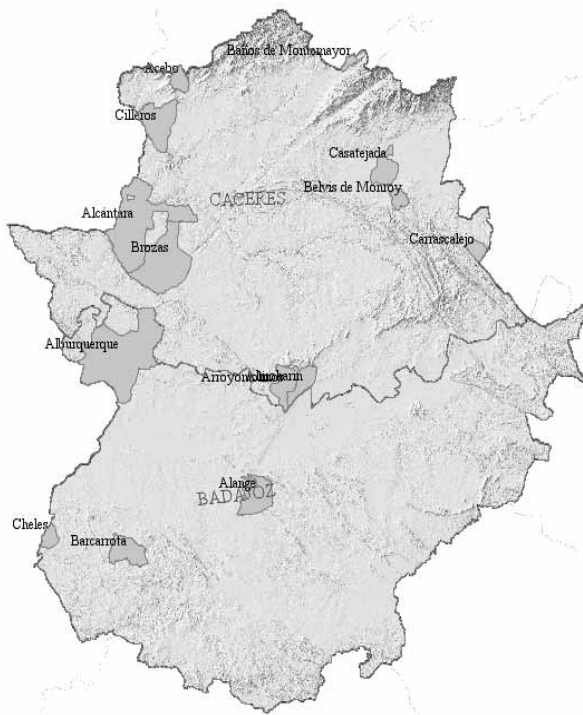 Baños de Montemayor
Acebo
Cilleros
Casatejada
Belvis de Monroy
CACERES
Alcántara
Carrascalejo
Brozas
Alburquerque
Alange
BADAJOZ
Cheles
Barcarrota